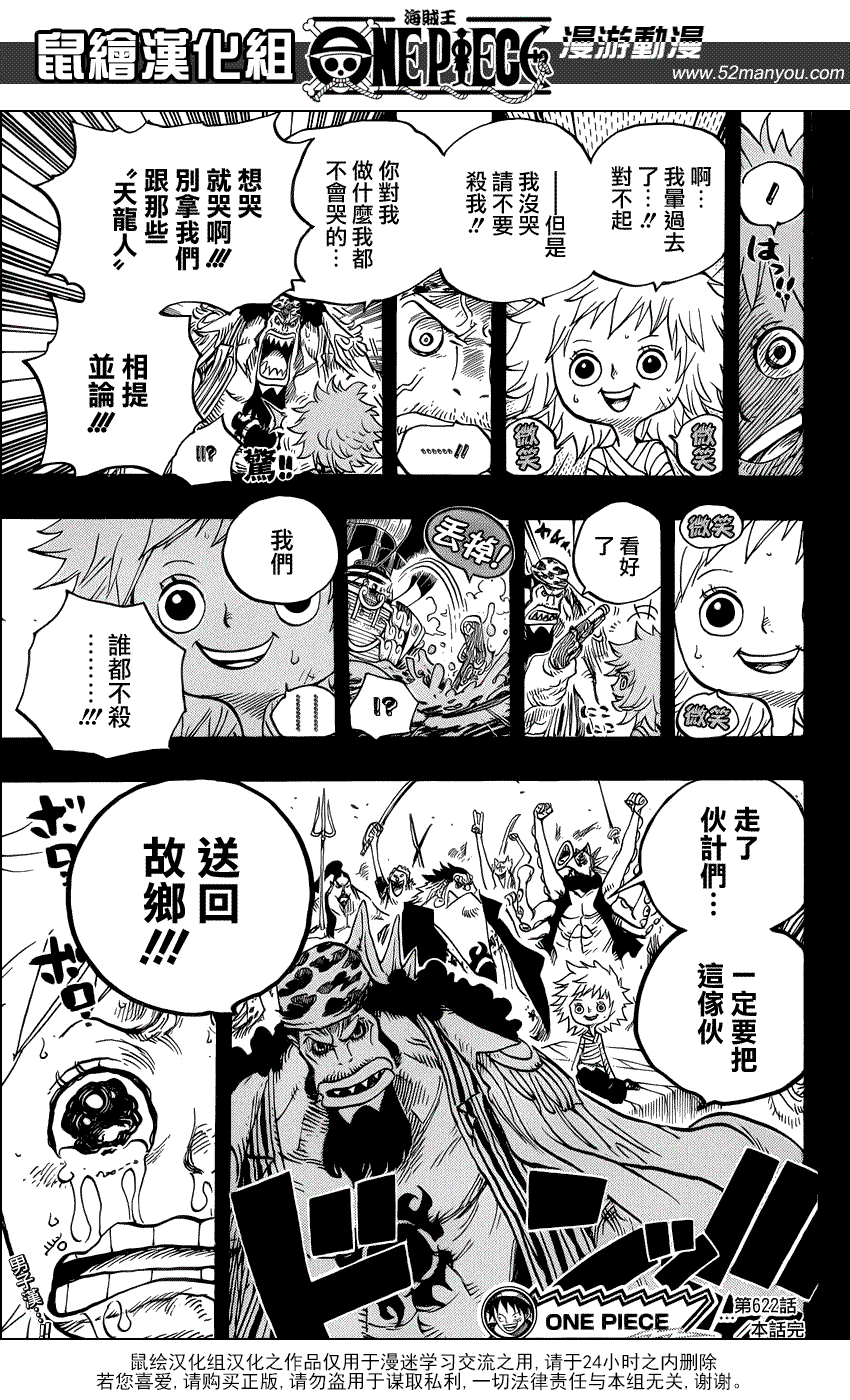 鼠繪漢化組
海賊王
ONE PIECE
漫游動漫
www.52manyou.com
!
はっ!!
啊…
我暈過去
了…!!
對不起
——但是
我沒哭
請不要
殺我!!
微笑
微笑
你對我
做什麼我都
不會哭的…
………!!
想哭
就哭啊!!!
別拿我們
跟那些
〝天龍人〞
相提
並論!!!
!!?
驚!!
微笑
微笑
看好
了
丟掉!
!?
我們
誰都不殺
………!!!
走了
伙計們…
一定要把
這傢伙
送回
故鄉!!!
ボロ
ボロ!
男子漢…!!
ドン!!
ONE PIECE
第622話
╱本話完
鼠绘汉化组汉化之作品仅用于漫迷学习交流之用,请于24小时之内删除
若您喜爱,请购买正版,请勿盗用于谋取私利,一切法律责任与本组无关,谢谢。